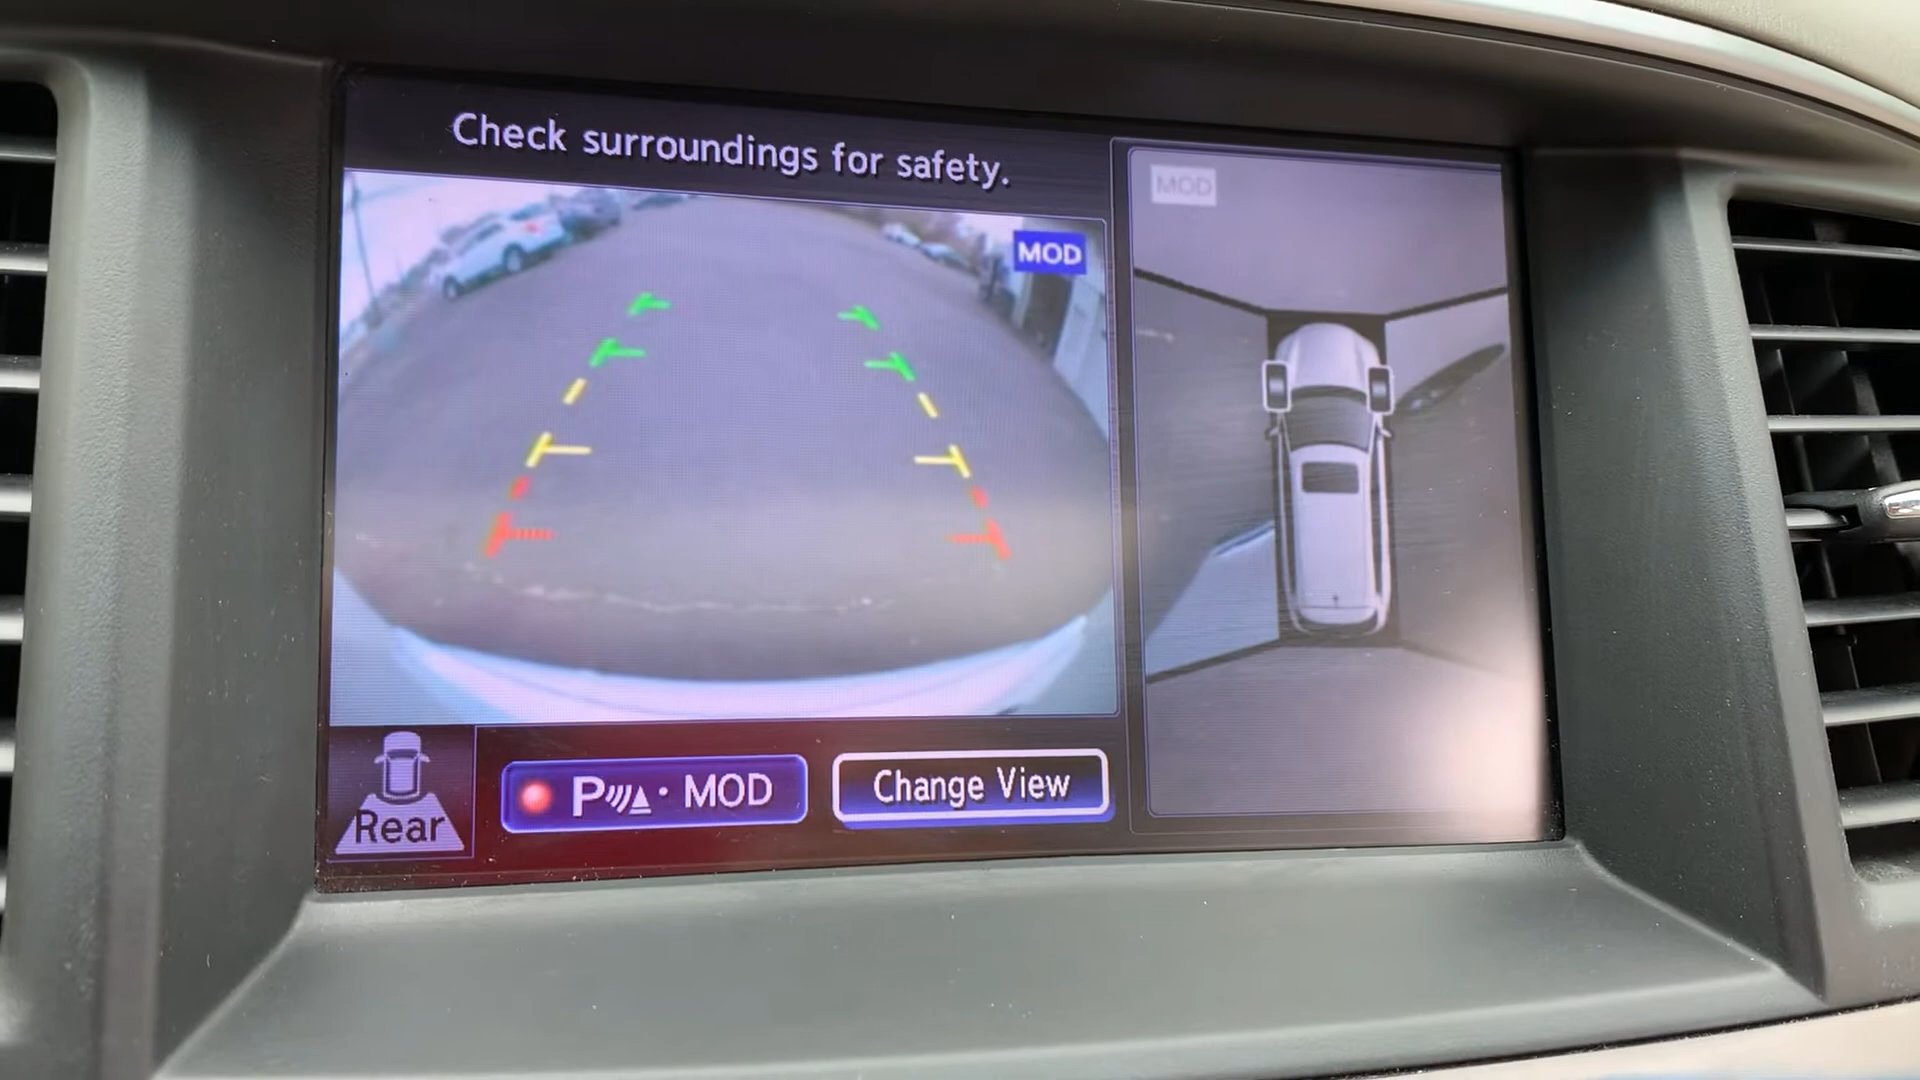 Check surroundings for safety.
MOD
MOD
Rear
P · MOD
Change View